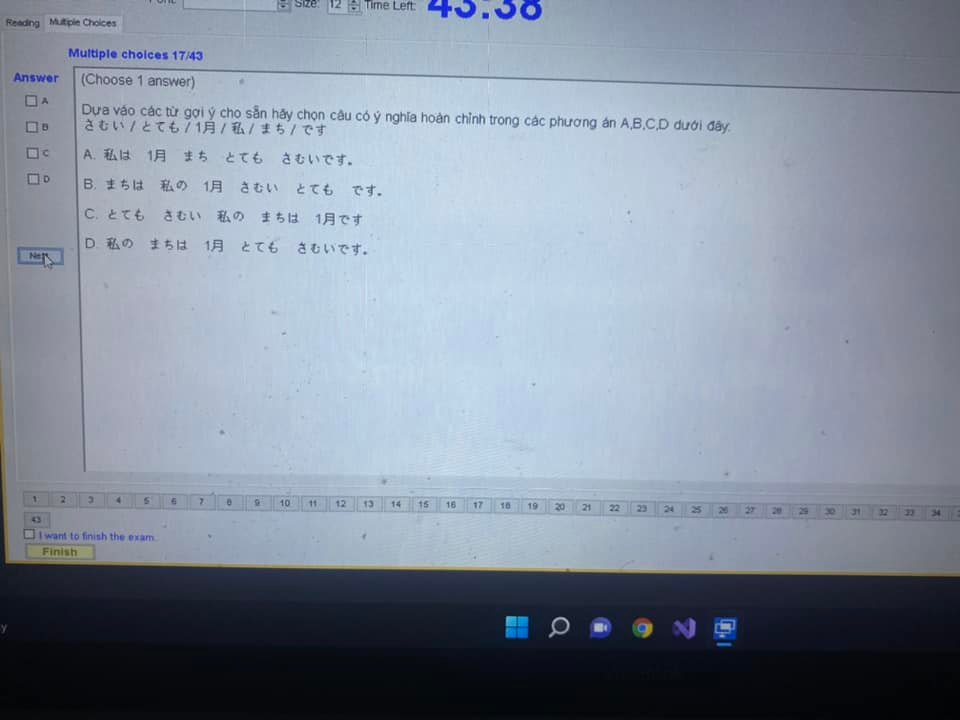 Size: 12 Time Left: 43:38
Reading Multiple Choices
Multiple choices 17/43
Answer
(Choose 1 answer)
A
B
C
D
Dựa vào các từ gợi ý cho sẵn hãy chọn câu có ý nghĩa hoàn chỉnh trong các phương án A,B,C,D dưới đây.
さむい / とても / 1月 / 私 / まち / です
A. 私は 1月 まち とても さむいです。
B. まちは 私の 1月 さむい とても です。
C. とても さむい 私の まちは 1月です
D. 私の まちは 1月 とても さむいです。
1 2 3 4 5 6 7 8 9 10 11 12 13 14 15 16 17 18 19 20 21 22 23 24 25 26 27 28 29 30 31 32 33 34
43
I want to finish the exam.
Finish